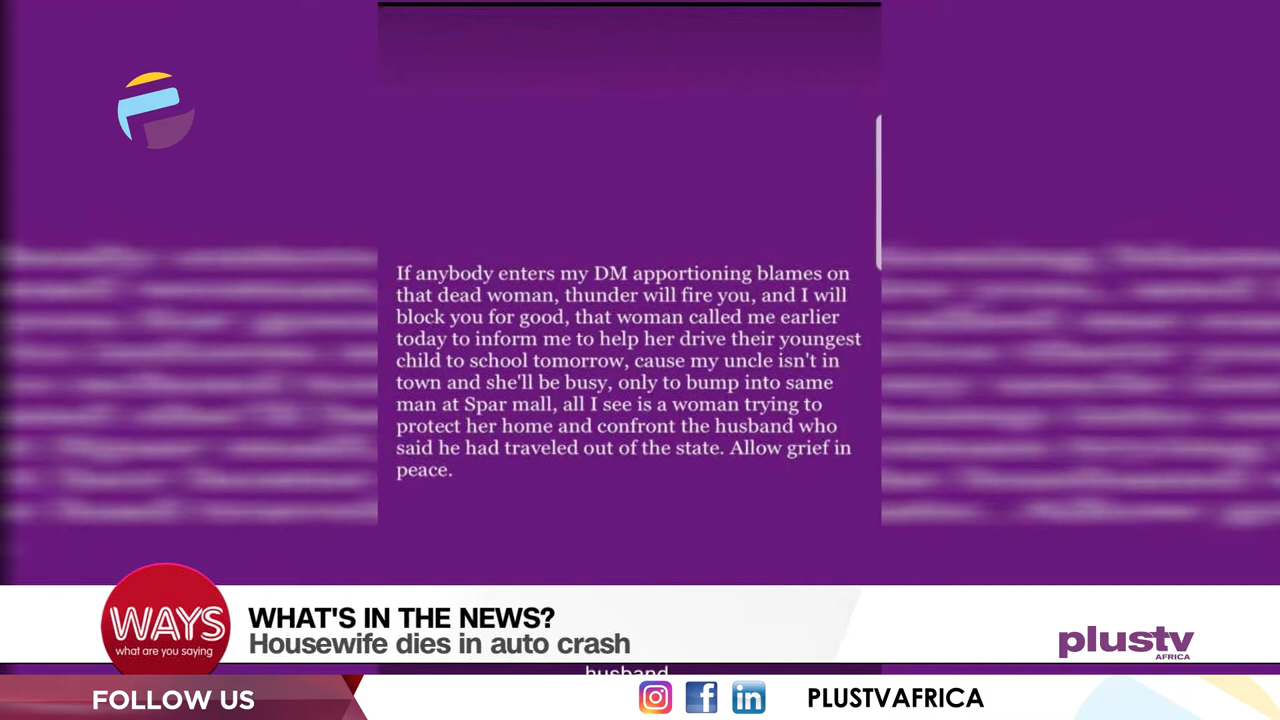 If anybody enters my DM apportioning blames on
that dead woman, thunder will fire you, and I will
block you for good, that woman called me earlier
today to inform me to help her drive their youngest
child to school tomorrow, cause my uncle isn't in
town and she'll be busy, only to bump into same
man at Spar mall, all I see is a woman trying to
protect her home and confront the husband who
said he had traveled out of the state. Allow grief in
peace.
WAYS
what are you saying
WHAT'S IN THE NEWS?
Housewife dies in auto crash
plustv
AFRICA
husband
FOLLOW US
PLUSTVAFRICA